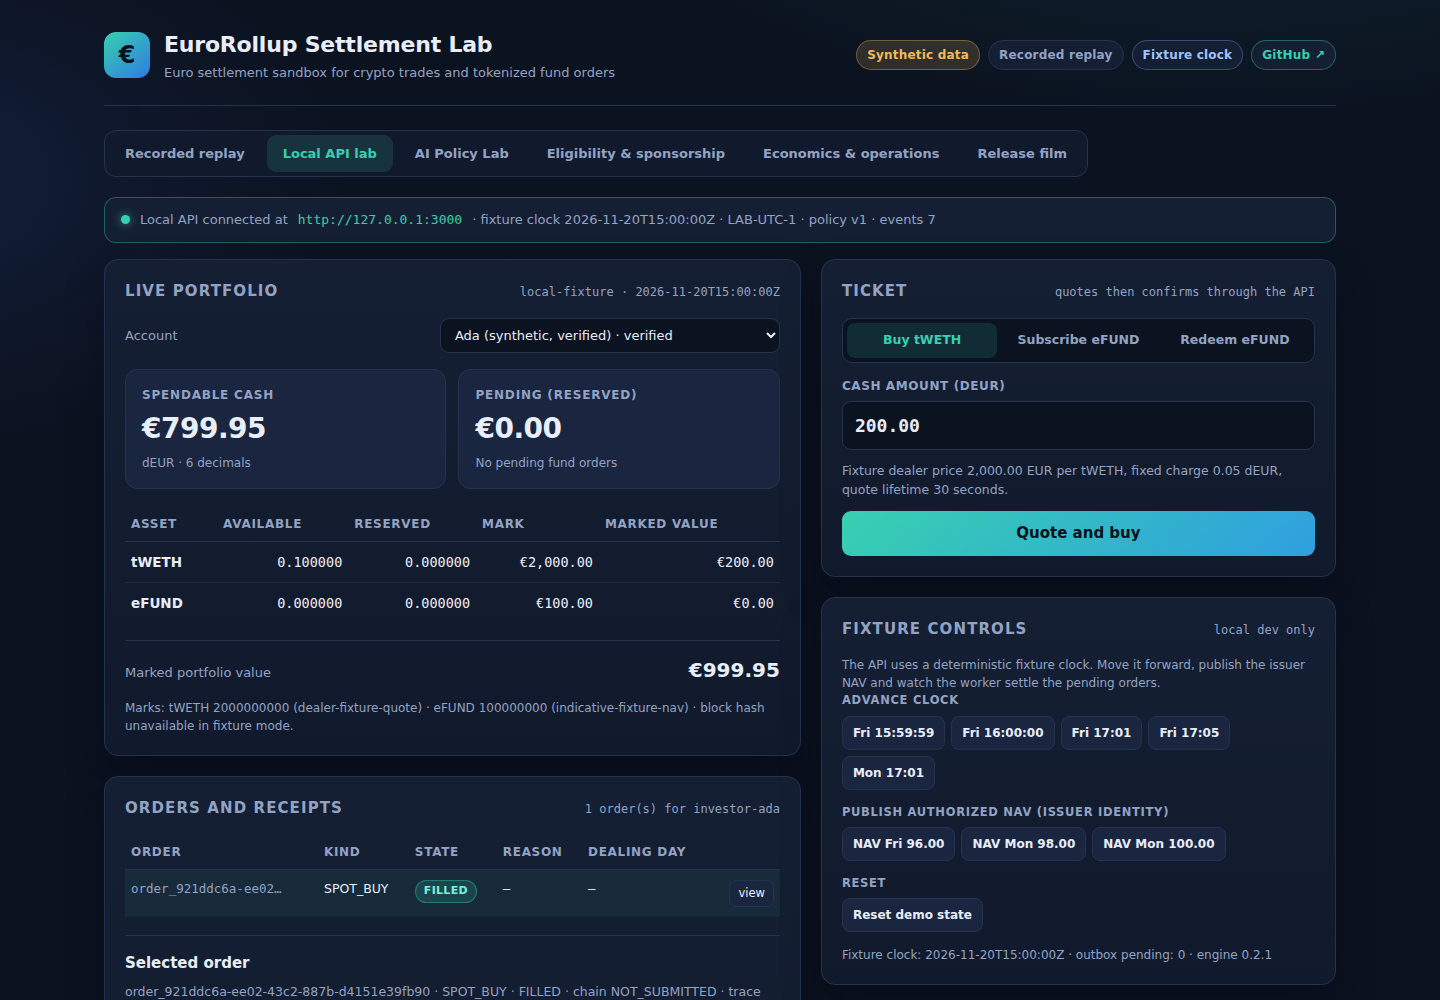 €
EuroRollup Settlement Lab
Euro settlement sandbox for crypto trades and tokenized fund orders
Synthetic data
Recorded replay
Fixture clock
GitHub ↗
Recorded replay
Local API lab
AI Policy Lab
Eligibility & sponsorship
Economics & operations
Release film
Local API connected at http://127.0.0.1:3000 · fixture clock 2026-11-20T15:00:00Z · LAB-UTC-1 · policy v1 · events 7
LIVE PORTFOLIO
local-fixture · 2026-11-20T15:00:00Z
Account
Ada (synthetic, verified) · verified
SPENDABLE CASH
€799.95
dEUR · 6 decimals
PENDING (RESERVED)
€0.00
No pending fund orders
ASSET AVAILABLE RESERVED MARK MARKED VALUE
tWETH 0.100000 0.000000 €2,000.00 €200.00
eFUND 0.000000 0.000000 €100.00 €0.00
Marked portfolio value €999.95
Marks: tWETH 2000000000 (dealer-fixture-quote) · eFUND 100000000 (indicative-fixture-nav) · block hash
unavailable in fixture mode.
ORDERS AND RECEIPTS
1 order(s) for investor-ada
ORDER KIND STATE REASON DEALING DAY
order_921ddc6a-ee02… SPOT_BUY FILLED – – view
Selected order
order_921ddc6a-ee02-43c2-887b-d4151e39fb90 · SPOT_BUY · FILLED · chain NOT_SUBMITTED · trace
TICKET
quotes then confirms through the API
Buy tWETH
Subscribe eFUND
Redeem eFUND
CASH AMOUNT (DEUR)
200.00
Fixture dealer price 2,000.00 EUR per tWETH, fixed charge 0.05 dEUR,
quote lifetime 30 seconds.
Quote and buy
FIXTURE CONTROLS
local dev only
The API uses a deterministic fixture clock. Move it forward, publish the issuer
NAV and watch the worker settle the pending orders.
ADVANCE CLOCK
Fri 15:59:59
Fri 16:00:00
Fri 17:01
Fri 17:05
Mon 17:01
PUBLISH AUTHORIZED NAV (ISSUER IDENTITY)
NAV Fri 96.00
NAV Mon 98.00
NAV Mon 100.00
RESET
Reset demo state
Fixture clock: 2026-11-20T15:00:00Z · outbox pending: 0 · engine 0.2.1